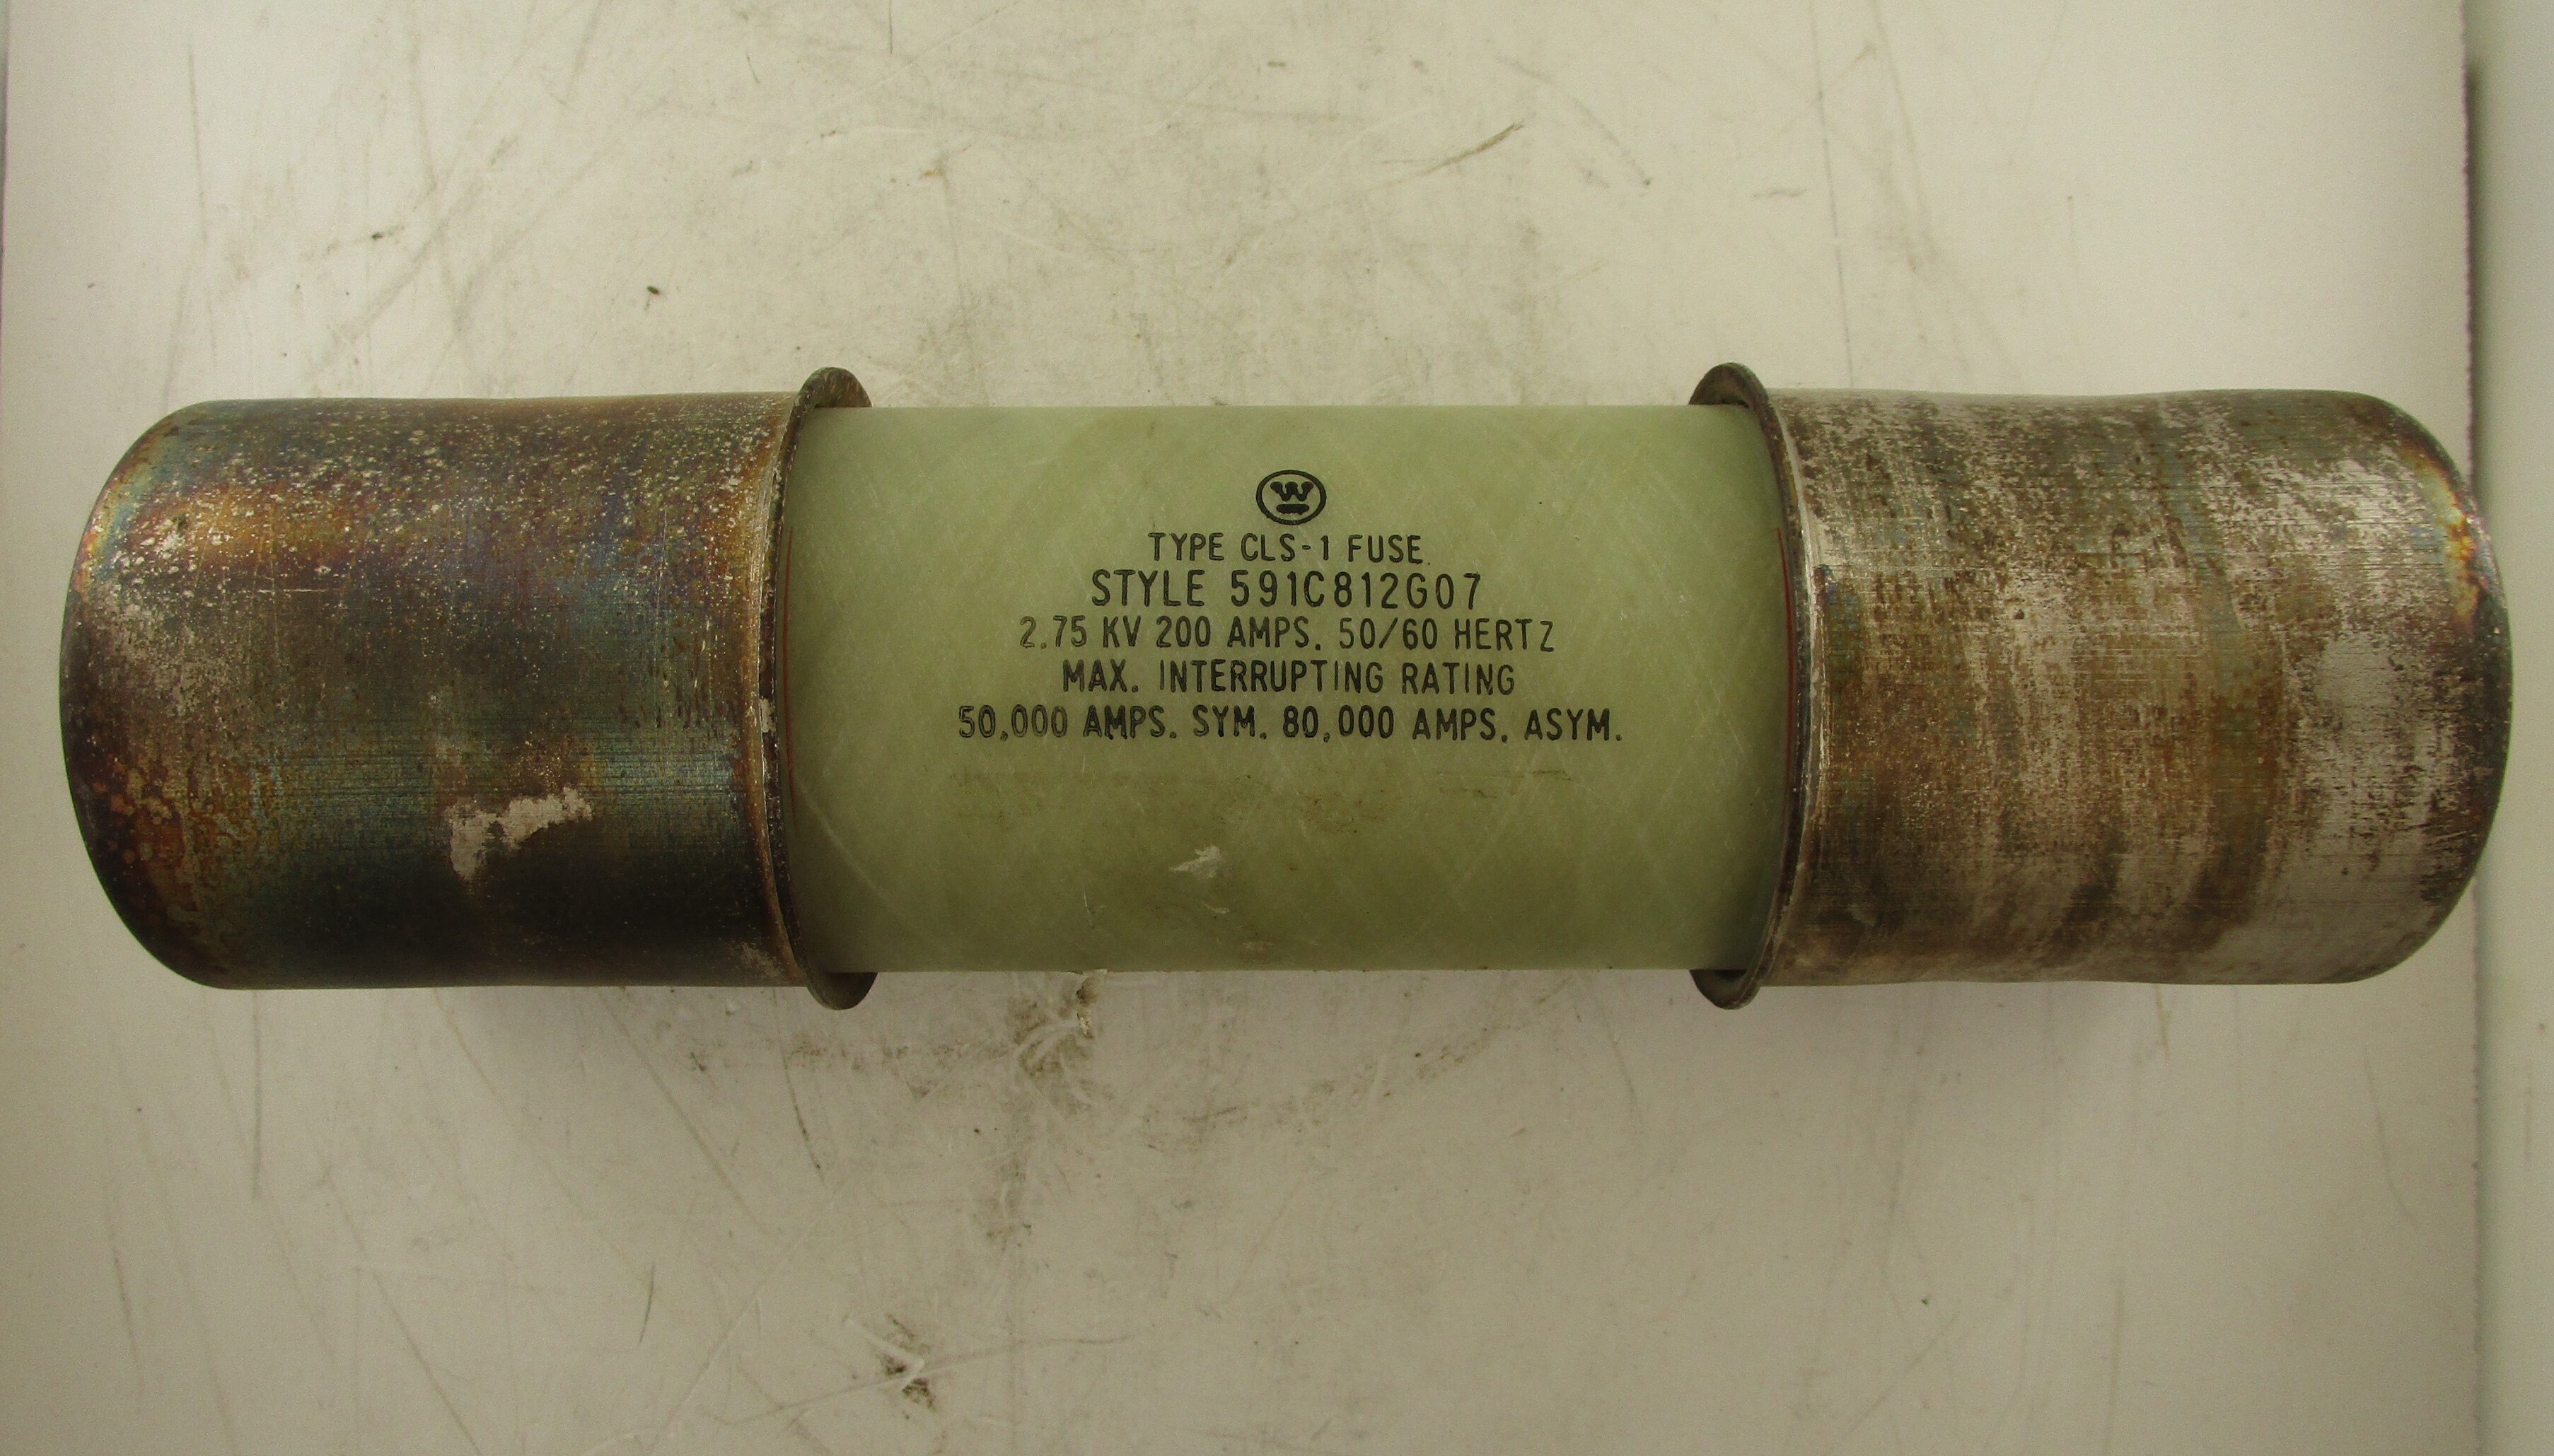 W
TYPE CLS-1 FUSE
STYLE 591C812G07
2.75 KV 200 AMPS. 50/60 HERTZ
MAX. INTERRUPTING RATING
50,000 AMPS. SYM. 80,000 AMPS. ASYM.